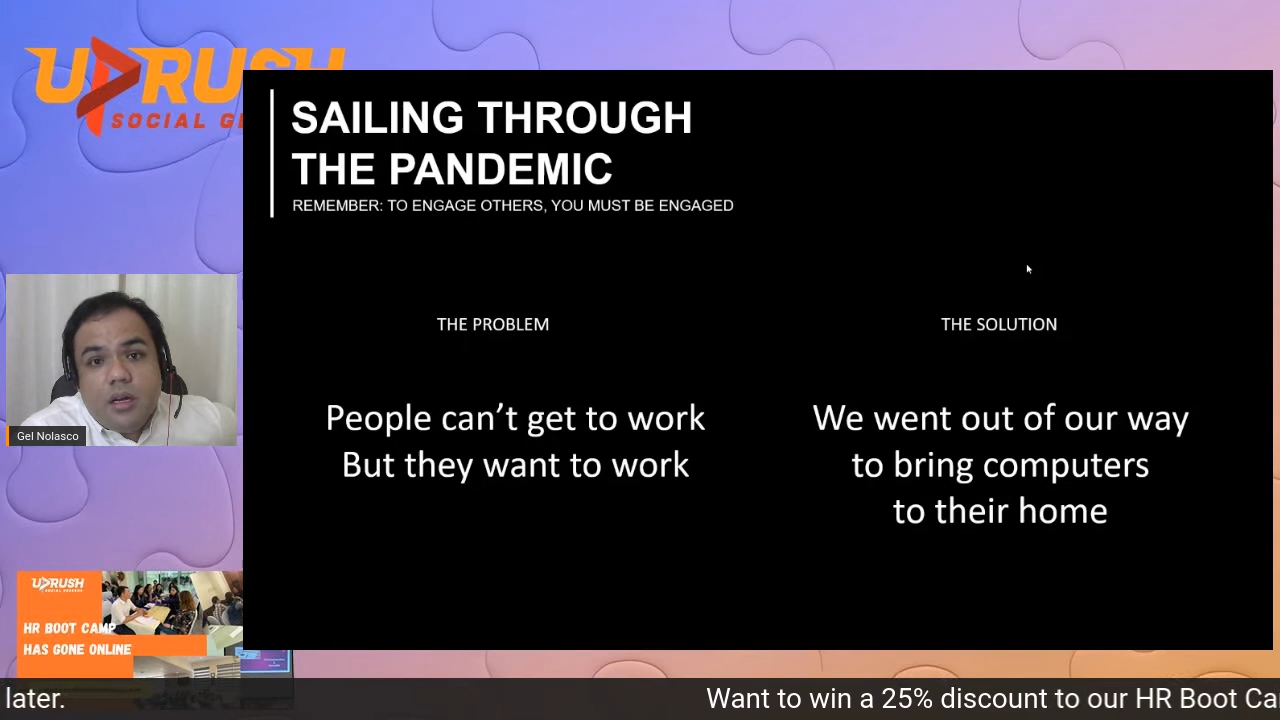 UPRUSH
SOCIAL GE
SAILING THROUGH
THE PANDEMIC
REMEMBER: TO ENGAGE OTHERS, YOU MUST BE ENGAGED
THE PROBLEM
THE SOLUTION
People can’t get to work
But they want to work
We went out of our way
to bring computers
to their home
Gel Nolasco
UPRUSH
HR BOOT CAMP
HAS GONE ONLINE
later.
Want to win a 25% discount to our HR Boot Ca